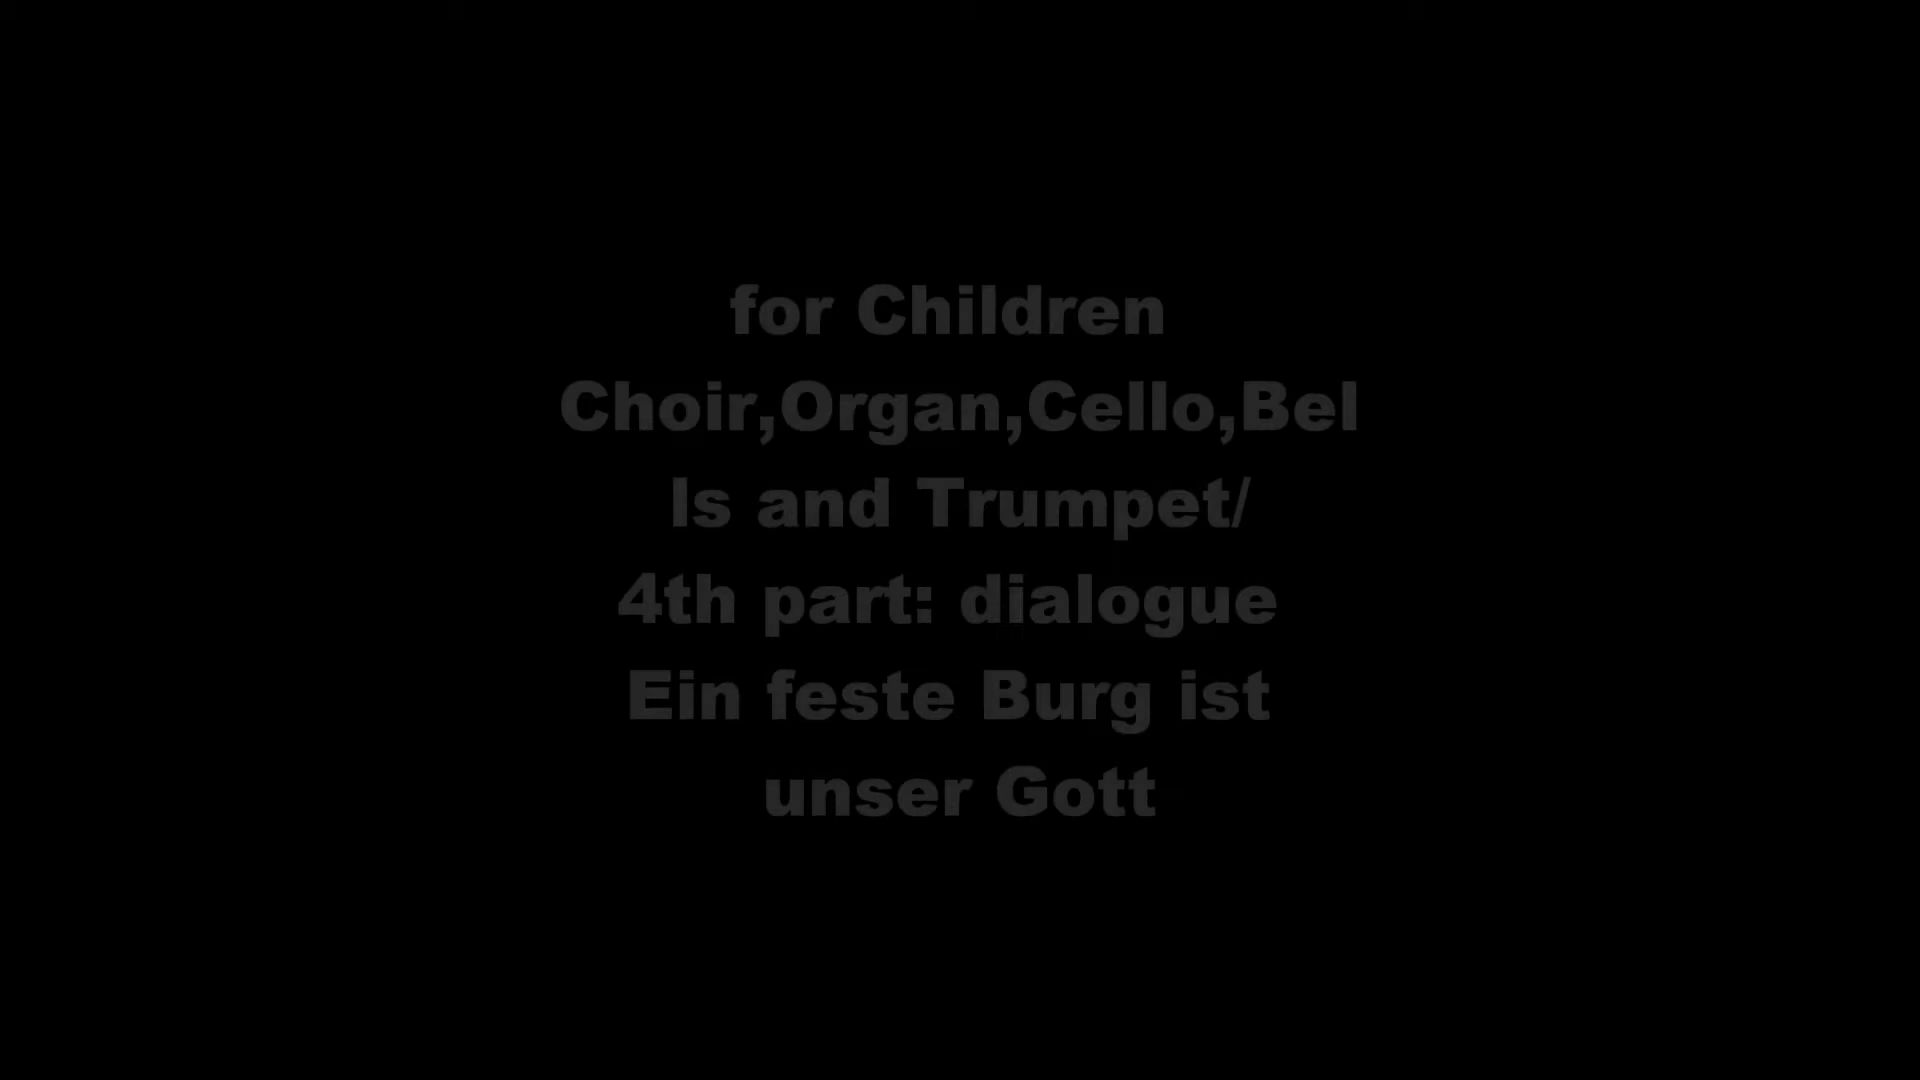 for Children
Choir,Organ,Cello,Bel
ls and Trumpet/
4th part: dialogue
Ein feste Burg ist
unser Gott